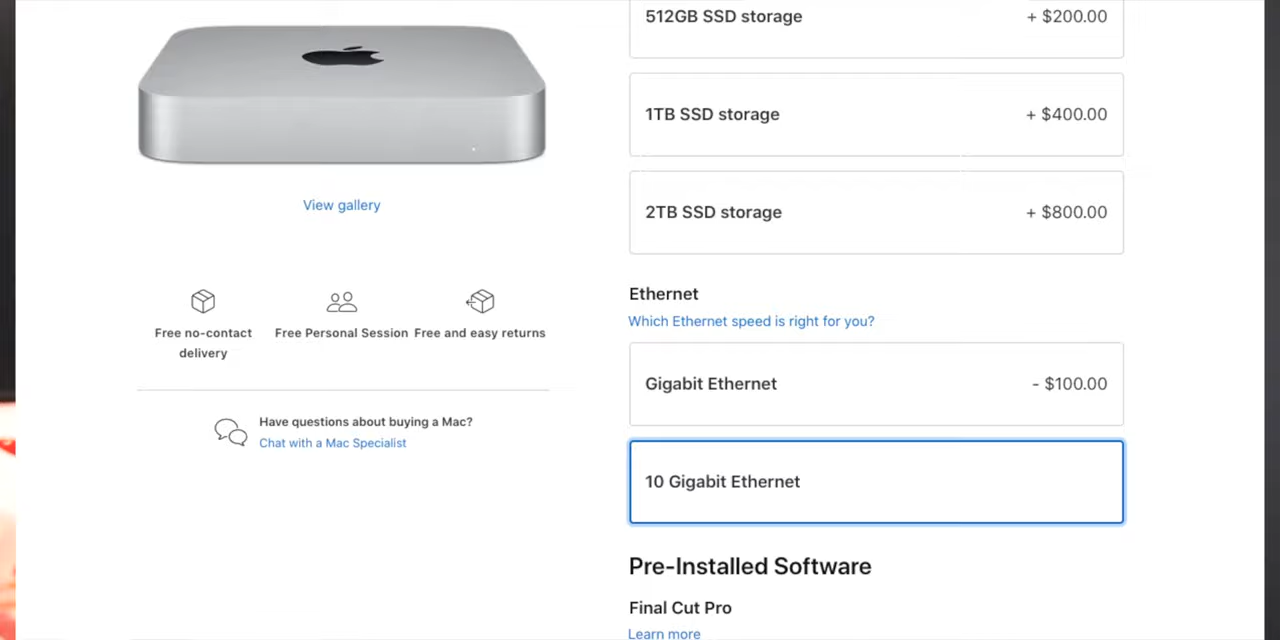 512GB SSD storage + $200.00
1TB SSD storage + $400.00
2TB SSD storage + $800.00
View gallery
Free no-contact delivery
Free Personal Session
Free and easy returns
Have questions about buying a Mac?
Chat with a Mac Specialist
Ethernet
Which Ethernet speed is right for you?
Gigabit Ethernet - $100.00
10 Gigabit Ethernet
Pre-Installed Software
Final Cut Pro
Learn more